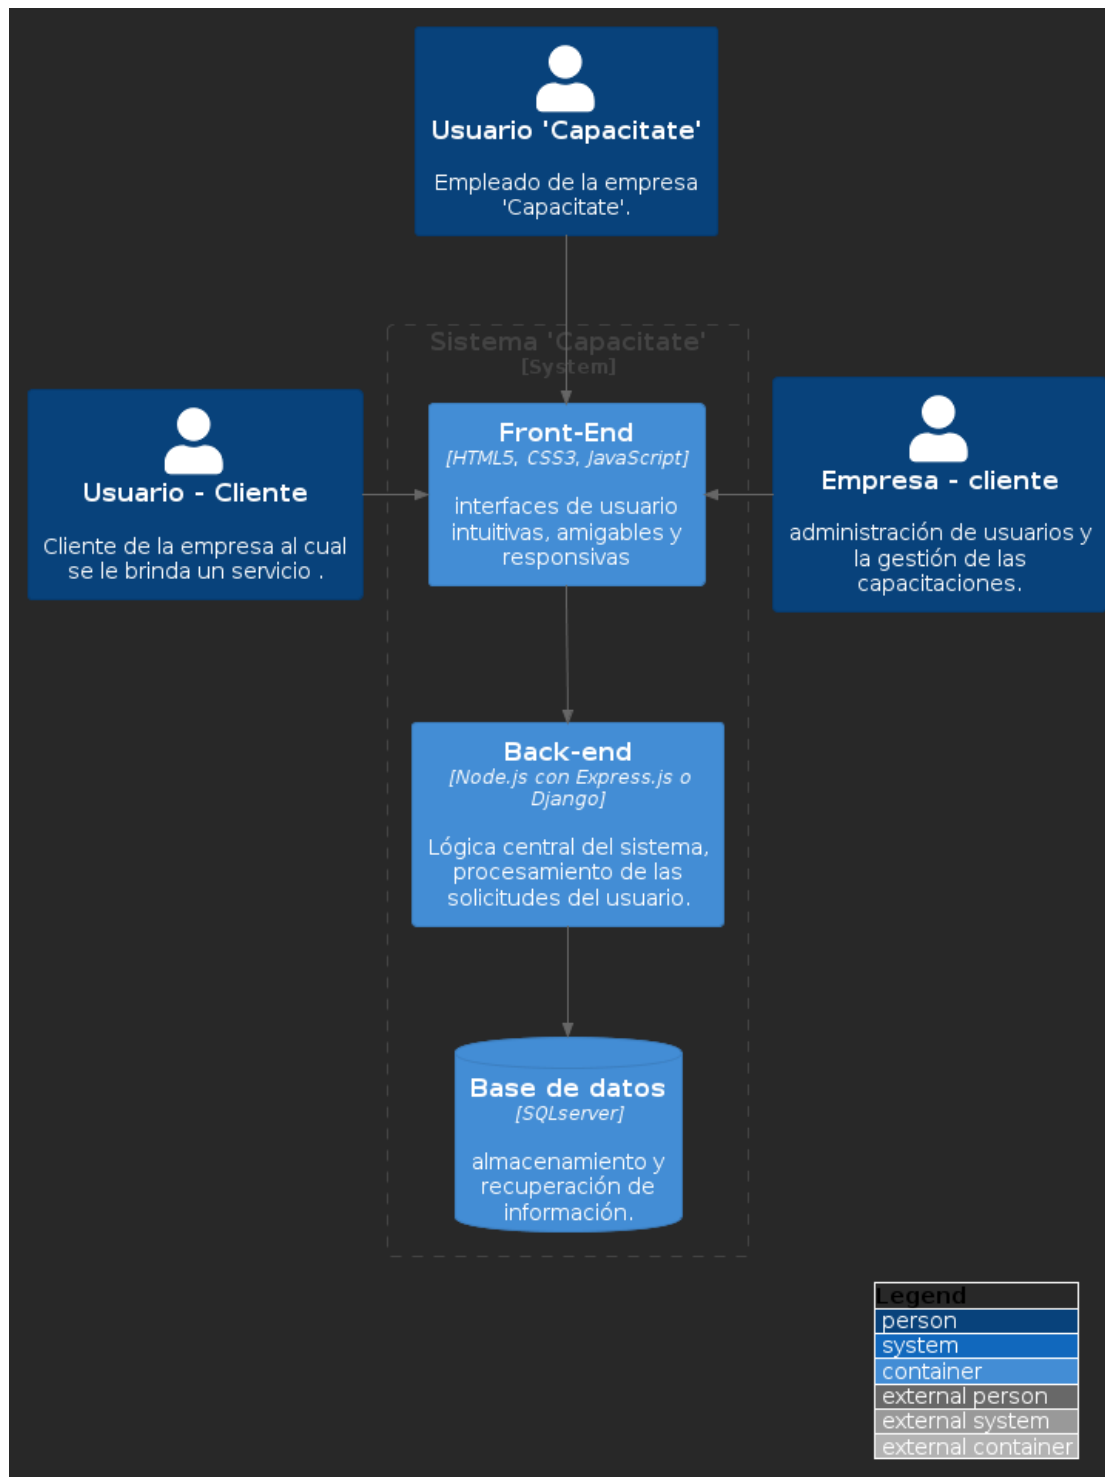 Usuario 'Capacitate'
Empleado de la empresa
'Capacitate'.
Sistema 'Capacitate'
[System]
Usuario - Cliente
Cliente de la empresa al cual
se le brinda un servicio .
Front-End
[HTML5, CSS3, JavaScript]
interfaces de usuario
intuitivas, amigables y
responsivas
Empresa - cliente
administración de usuarios y
la gestión de las
capacitaciones.
Back-end
[Node.js con Express.js o
Django]
Lógica central del sistema,
procesamiento de las
solicitudes del usuario.
Base de datos
[SQLserver]
almacenamiento y
recuperación de
información.
Legend
person
system
container
external person
external system
external container